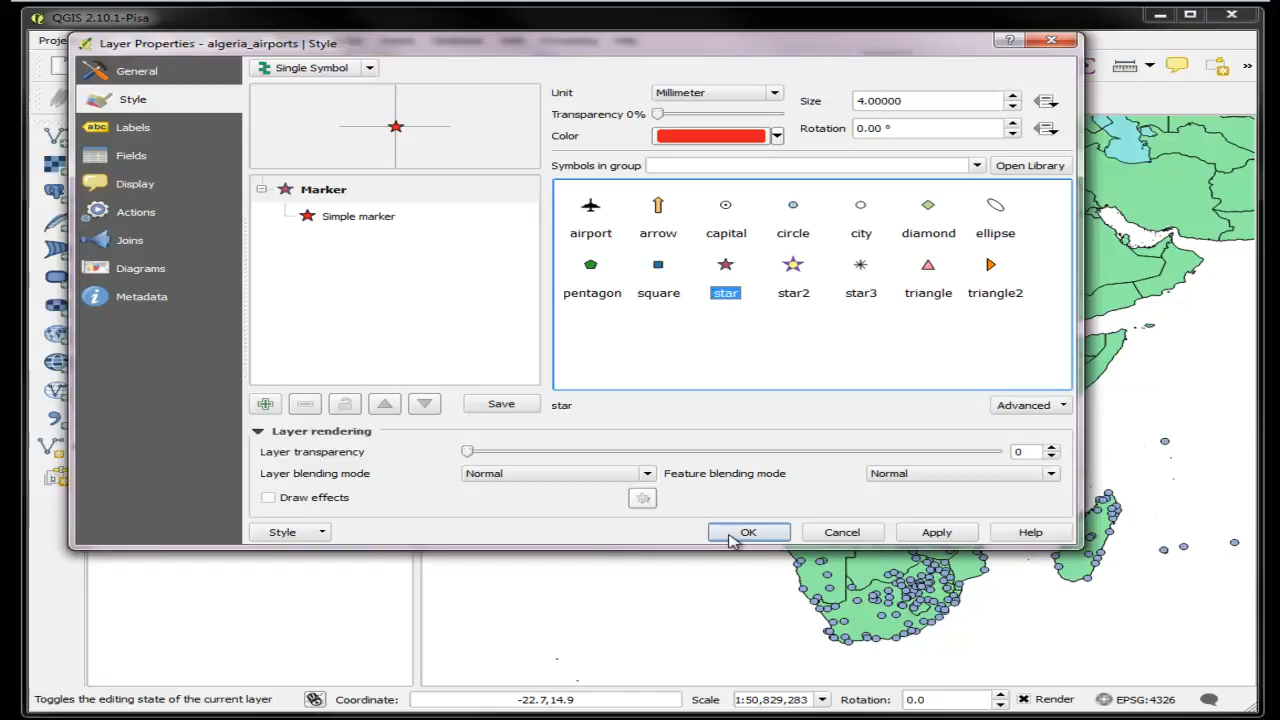 QGIS 2.10.1-Pisa
Proje
Layer Properties - algeria_airports | Style
General
Style
abc Labels
Fields
Display
Actions
Joins
Diagrams
Metadata
Single Symbol
Unit Millimeter
Size 4.00000
Transparency 0%
Rotation 0.00 °
Color
Symbols in group Open Library
Marker
Simple marker
airport arrow capital circle city diamond ellipse
pentagon square star star2 star3 triangle triangle2
Save
star
Advanced
Layer rendering
Layer transparency 0
Layer blending mode Normal Feature blending mode Normal
Draw effects
Style OK Cancel Apply Help
Toggles the editing state of the current layer Coordinate: -22.7,14.9 Scale 1:50,829,283 Rotation: 0.0 Render EPSG:4326